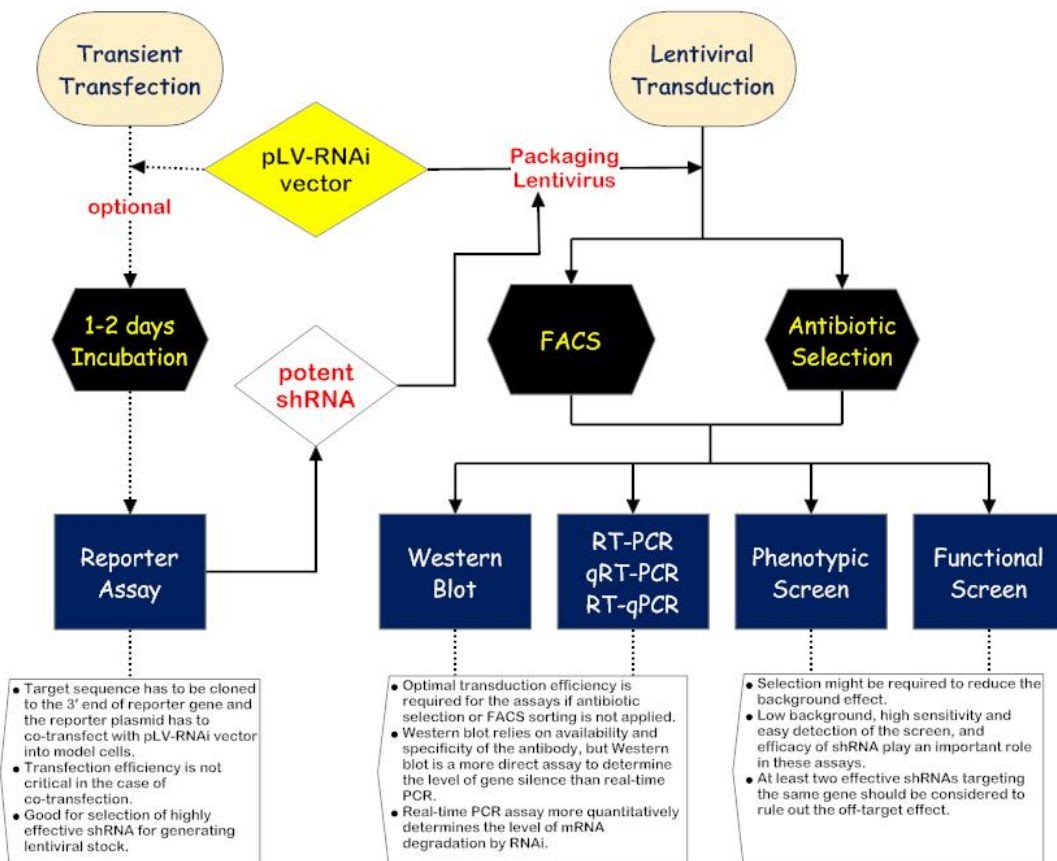 Transient
Transfection
Lentiviral
Transduction
pLV-RNAi
vector
Packaging
Lentivirus
optional
1-2 days
Incubation
FACS
Antibiotic
Selection
potent
shRNA
Reporter
Assay
Western
Blot
RT-PCR
qRT-PCR
RT-qPCR
Phenotypic
Screen
Functional
Screen
• Target sequence has to be cloned
to the 3' end of reporter gene and
the reporter plasmid has to
co-transfect with pLV-RNAi vector
into model cells.
• Transfection efficiency is not
critical in the case of
co-transfection.
• Good for selection of highly
effective shRNA for generating
lentiviral stock.
• Optimal transduction efficiency is
required for the assays if antibiotic
selection or FACS sorting is not applied.
• Western blot relies on availability and
specificity of the antibody, but Western
blot is a more direct assay to determine
the level of gene silence than real-time
PCR.
• Real-time PCR assay more quantitatively
determines the level of mRNA
degradation by RNAi.
• Selection might be required to reduce the
background effect.
• Low background, high sensitivity and
easy detection of the screen, and
efficacy of shRNA play an important role
in these assays.
• At least two effective shRNAs targeting
the same gene should be considered to
rule out the off-target effect.